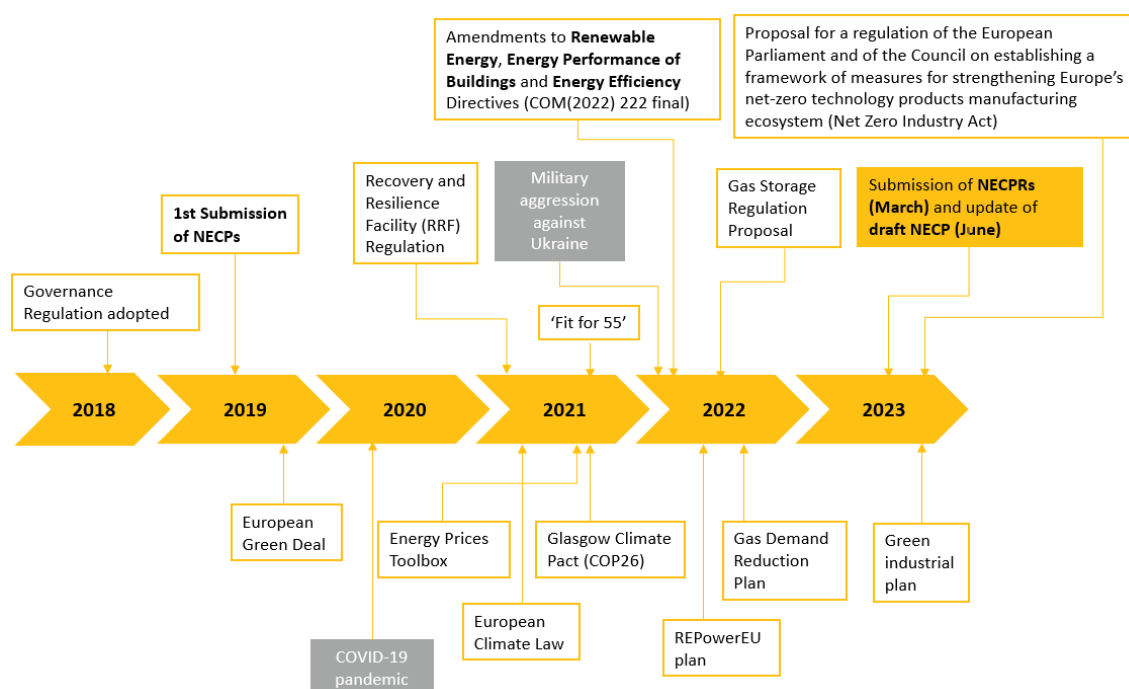 Amendments to Renewable
Energy, Energy Performance of
Buildings and Energy Efficiency
Directives (COM(2022) 222 final)
Proposal for a regulation of the European
Parliament and of the Council on establishing a
framework of measures for strengthening Europe’s
net-zero technology products manufacturing
ecosystem (Net Zero Industry Act)
1st Submission
of NECPs
Recovery and
Resilience
Facility (RRF)
Regulation
Military
aggression
against
Ukraine
Gas Storage
Regulation
Proposal
Submission of NECPRs
(March) and update of
draft NECP (June)
Governance
Regulation adopted
‘Fit for 55’
2018
2019
2020
2021
2022
2023
European
Green Deal
Energy Prices
Toolbox
Glasgow Climate
Pact (COP26)
Gas Demand
Reduction
Plan
Green
industrial
plan
European
Climate Law
REPowerEU
plan
COVID-19
pandemic